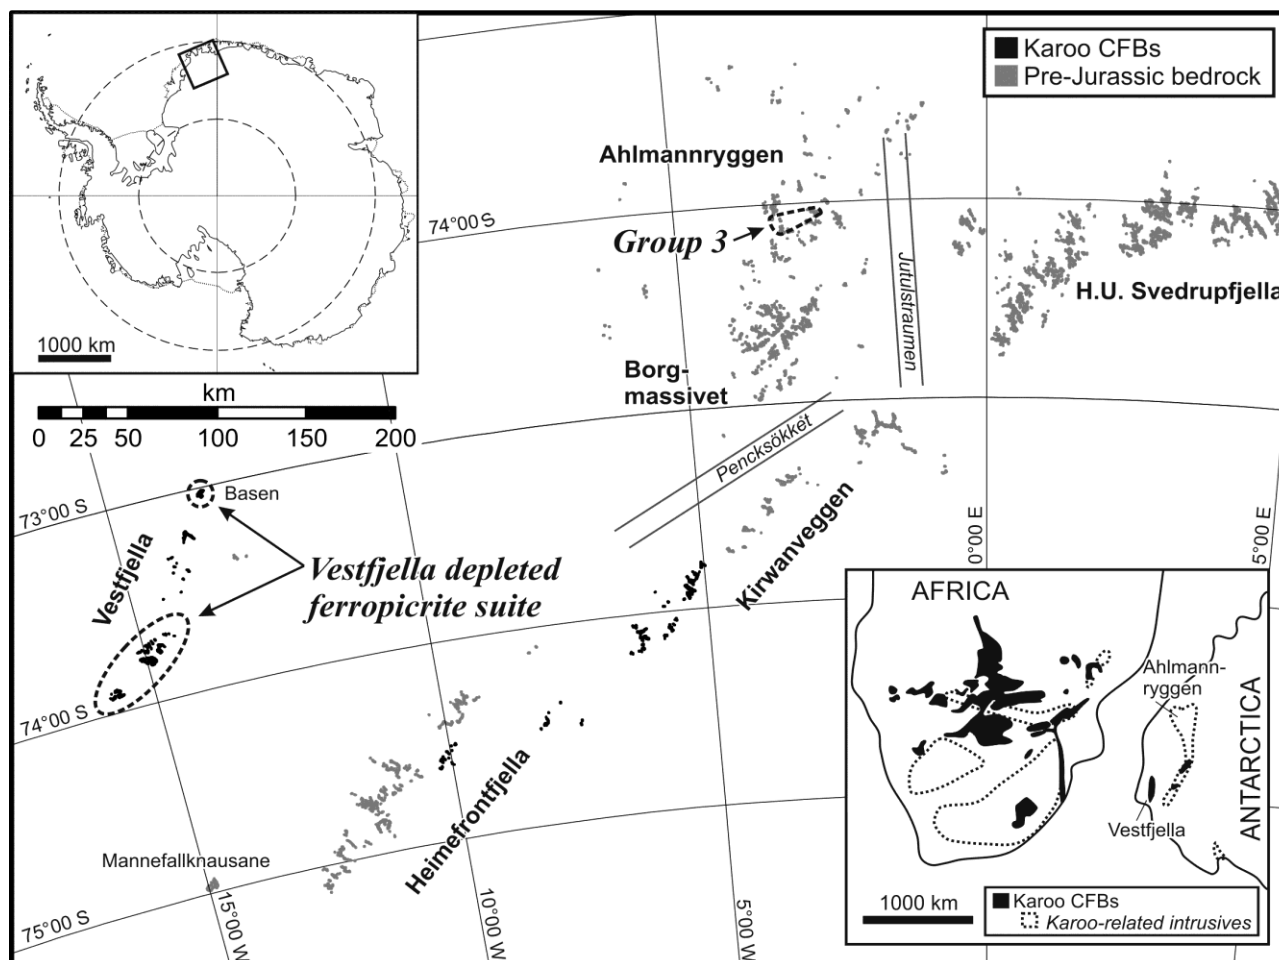 Karoo CFBs
Pre-Jurassic bedrock
1000 km
Ahlmannryggen
74°00 S
Group 3
Jutulstraumen
H.U. Svedrupfjella
Borg-
massivet
km
0 25 50 100 150 200
Pencksökket
73°00 S
Basen
Vestfjella
Vestfjella depleted
ferropicrite suite
Kirwanveggen
0°00 E
5°00 E
74°00 S
Heimefrontfjella
Mannefallknausane
75°00 S
15°00 W
10°00 W
5°00 W
AFRICA
Ahlmann-
ryggen
ANTARCTICA
Vestfjella
1000 km
Karoo CFBs
Karoo-related intrusives